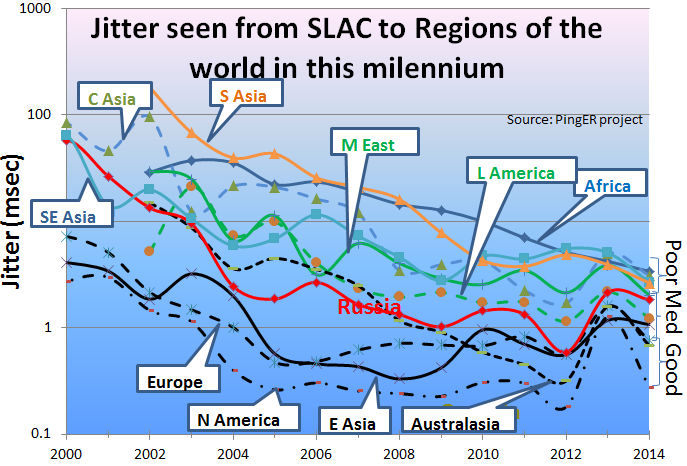 Jitter seen from SLAC to Regions of the
world in this milennium
Source: PingER project
1000
100
1
0.1
Jitter (msec)
C Asia
S Asia
M East
L America
Africa
SE Asia
Russia
Europe
N America
E Asia
Australasia
Poor Med Good
2000 2002 2004 2006 2008 2010 2012 2014